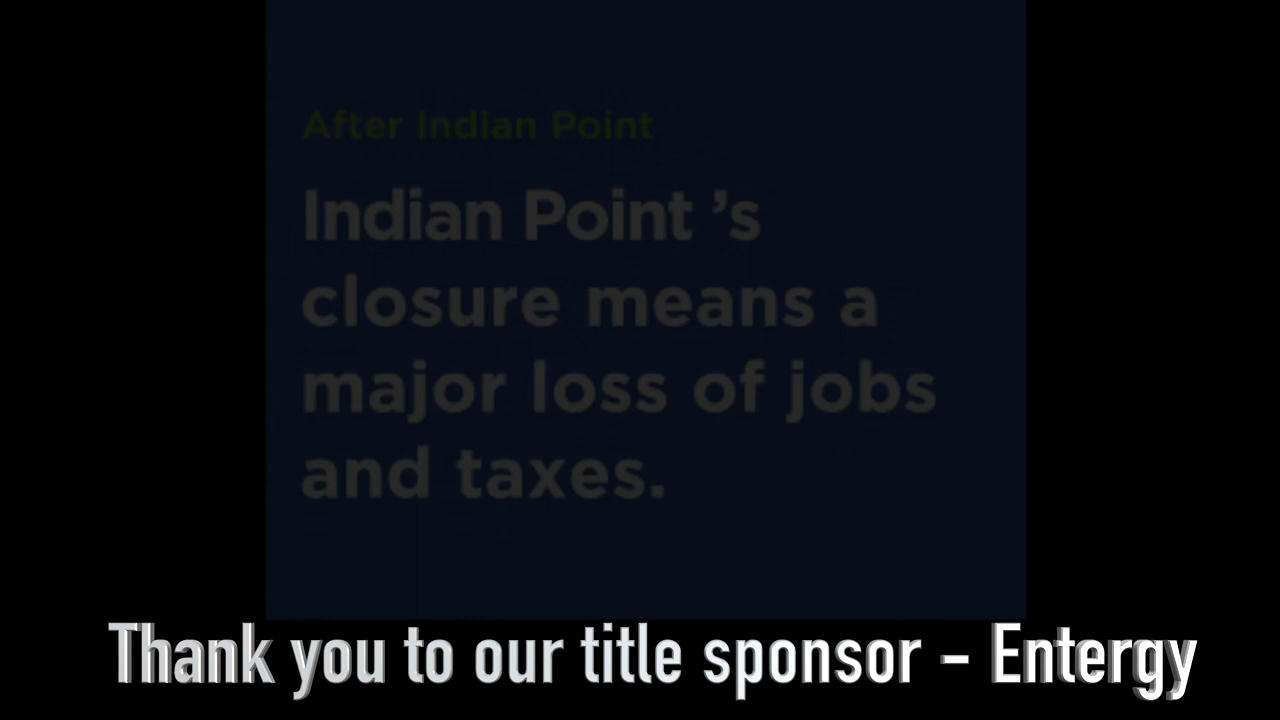 After Indian Point
Indian Point ’s
closure means a
major loss of jobs
and taxes.
Thank you to our title sponsor - Entergy